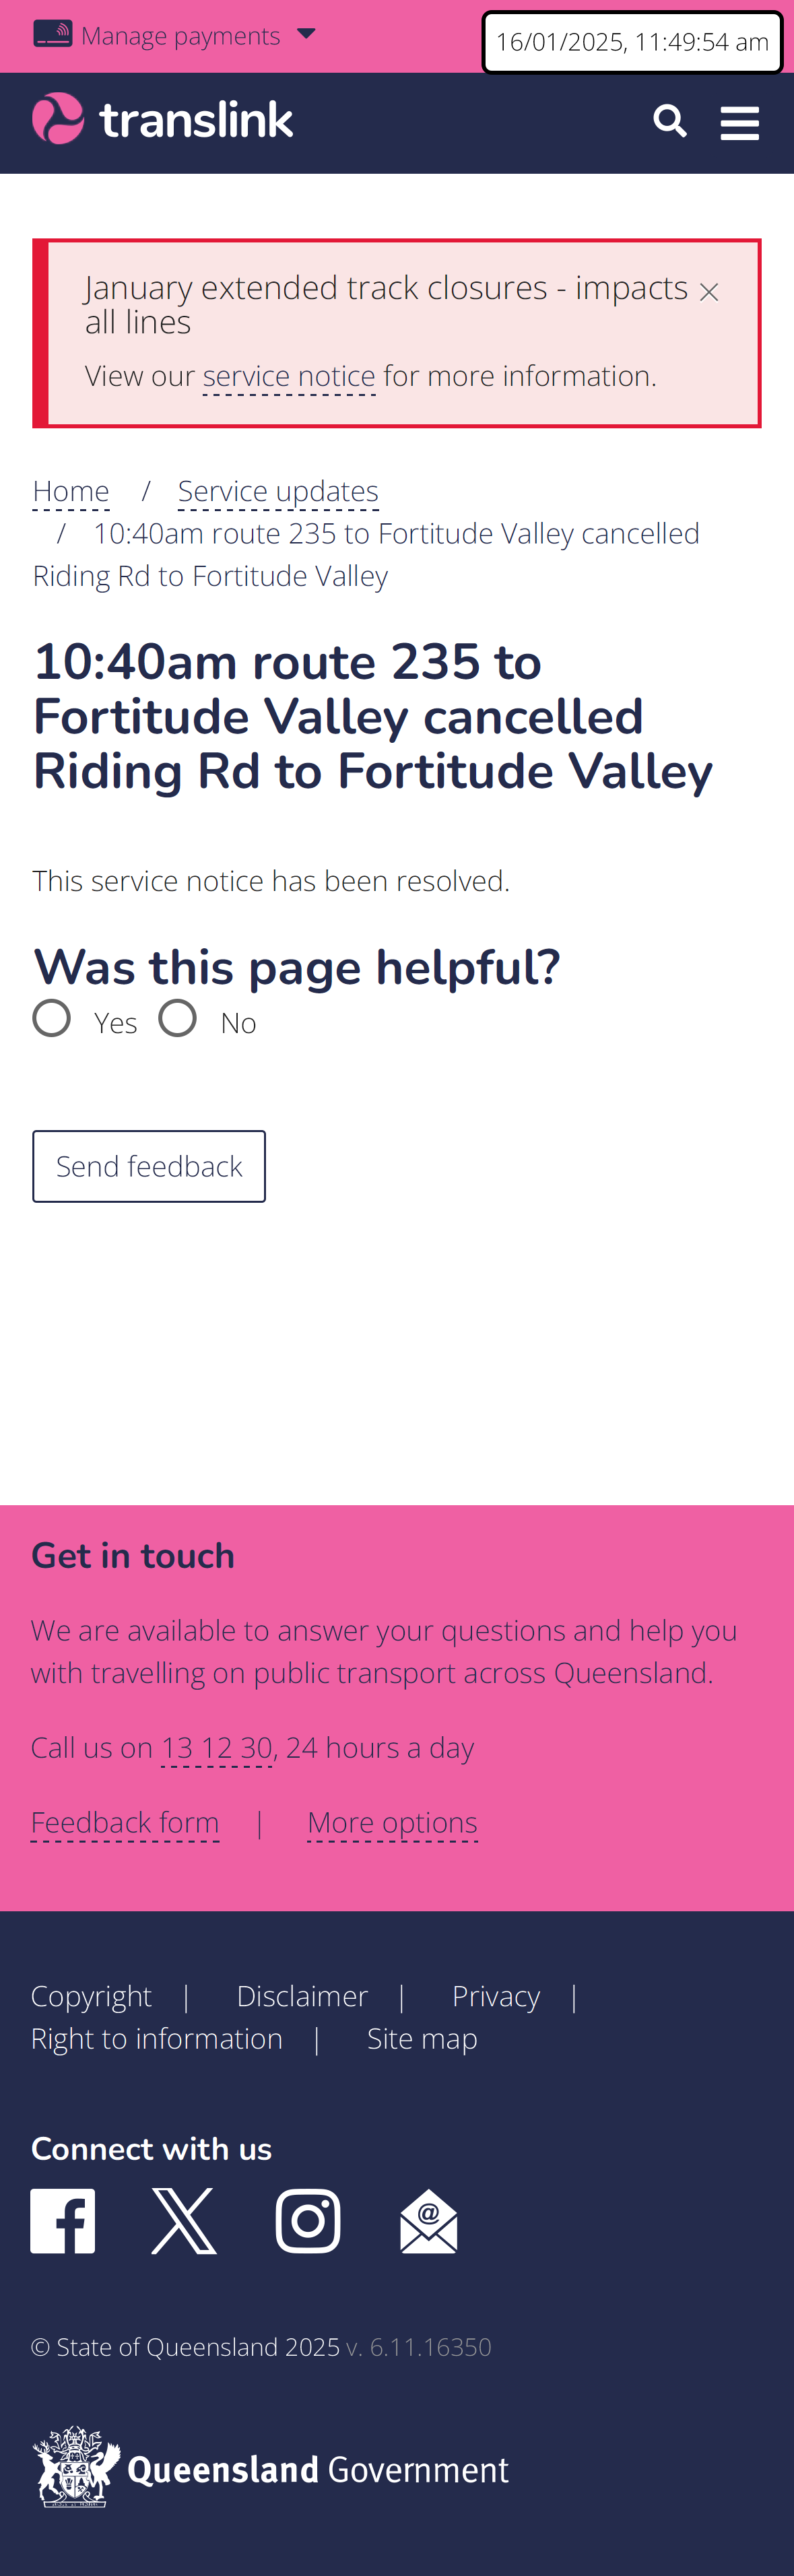 Manage payments
16/01/2025, 11:49:54 am
translink
January extended track closures - impacts
all lines
View our service notice for more information.
Home / Service updates
/ 10:40am route 235 to Fortitude Valley cancelled
Riding Rd to Fortitude Valley
10:40am route 235 to
Fortitude Valley cancelled
Riding Rd to Fortitude Valley
This service notice has been resolved.
Was this page helpful?
Yes No
Send feedback
Get in touch
We are available to answer your questions and help you
with travelling on public transport across Queensland.
Call us on 13 12 30, 24 hours a day
Feedback form | More options
Copyright | Disclaimer | Privacy |
Right to information | Site map
Connect with us
© State of Queensland 2025 v. 6.11.16350
Queensland Government